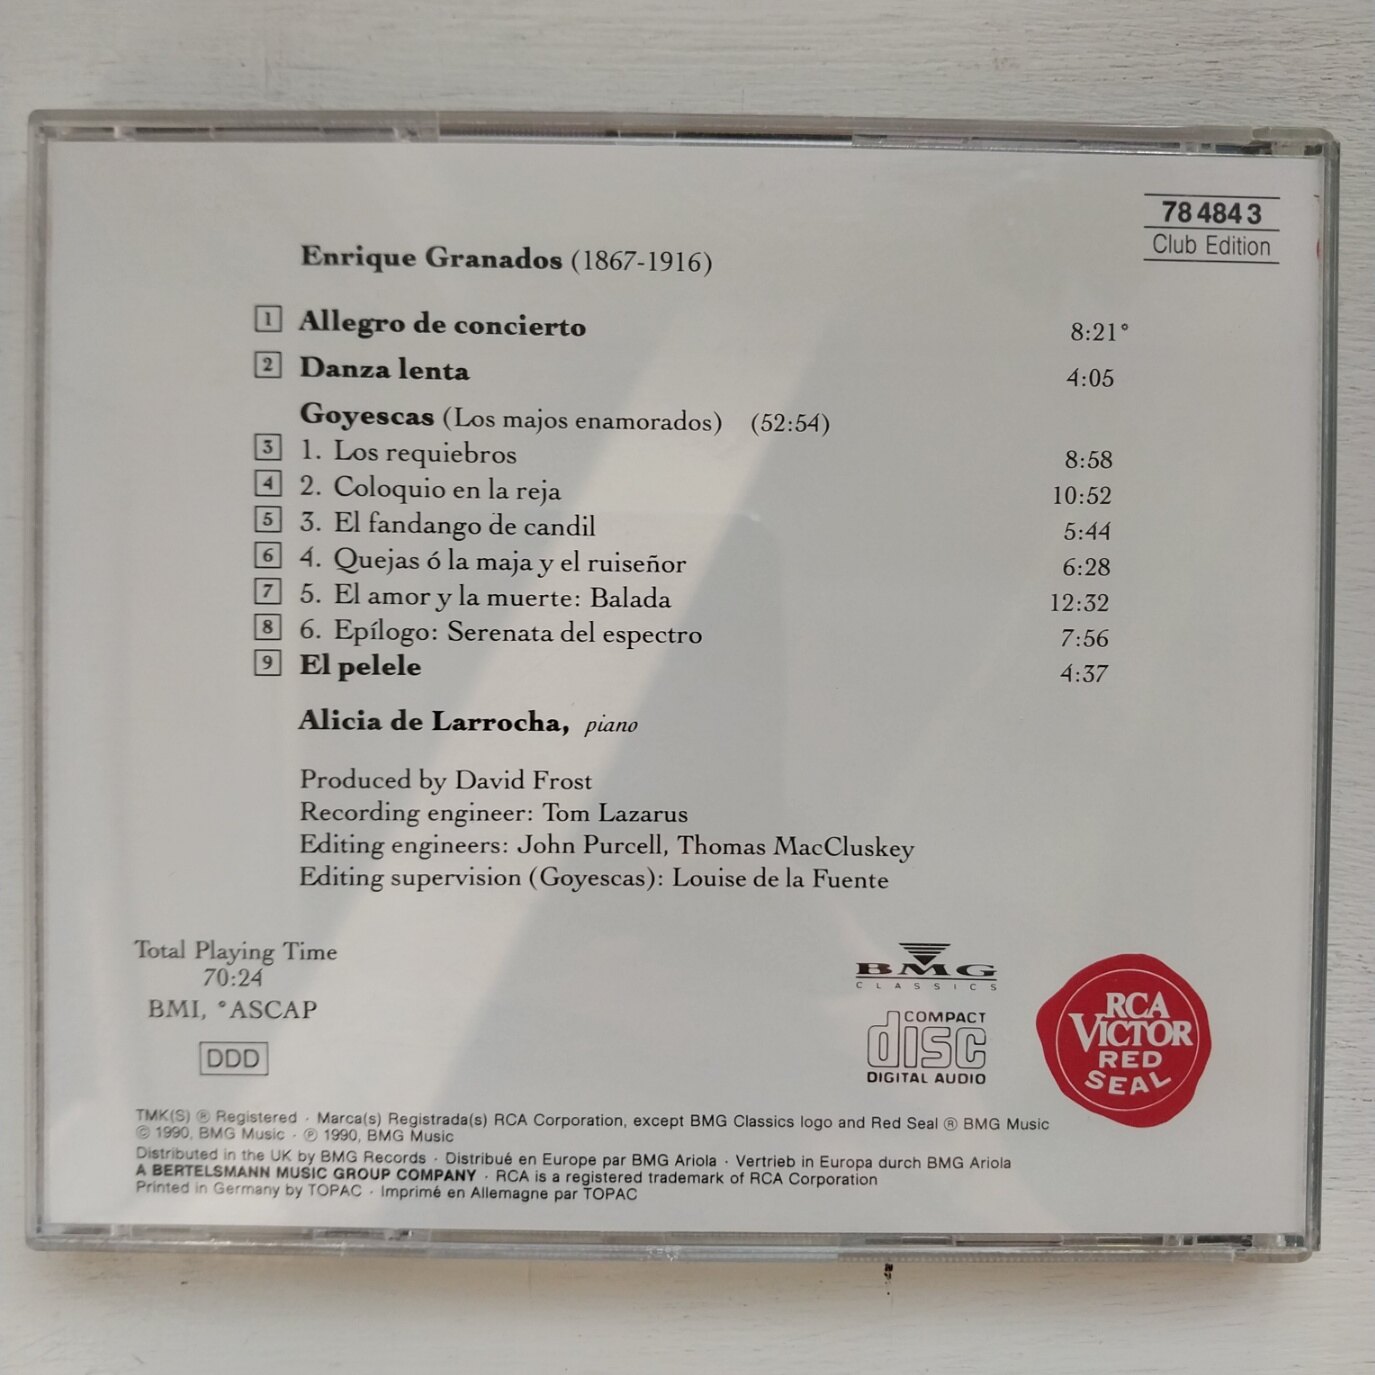 78 484 3
Club Edition
Enrique Granados (1867-1916)
1 Allegro de concierto 8:21°
2 Danza lenta 4:05
Goyescas (Los majos enamorados) (52:54)
3 1. Los requiebros 8:58
4 2. Coloquio en la reja 10:52
5 3. El fandango de candil 5:44
6 4. Quejas ó la maja y el ruiseñor 6:28
7 5. El amor y la muerte: Balada 12:32
8 6. Epílogo: Serenata del espectro 7:56
9 El pelele 4:37
Alicia de Larrocha, piano
Produced by David Frost
Recording engineer: Tom Lazarus
Editing engineers: John Purcell, Thomas MacCluskey
Editing supervision (Goyescas): Louise de la Fuente
Total Playing Time
70:24
BMI, °ASCAP
DDD
BMG
CLASSICS
COMPACT
disc
DIGITAL AUDIO
RCA
VICTOR
RED
SEAL
TMK(S) ® Registered · Marca(s) Registrada(s) RCA Corporation, except BMG Classics logo and Red Seal ® BMG Music
© 1990, BMG Music · ℗ 1990, BMG Music
Distributed in the UK by BMG Records · Distribué en Europe par BMG Ariola · Vertrieb in Europa durch BMG Ariola
A BERTELSMANN MUSIC GROUP COMPANY · RCA is a registered trademark of RCA Corporation
Printed in Germany by TOPAC · Imprimé en Allemagne par TOPAC